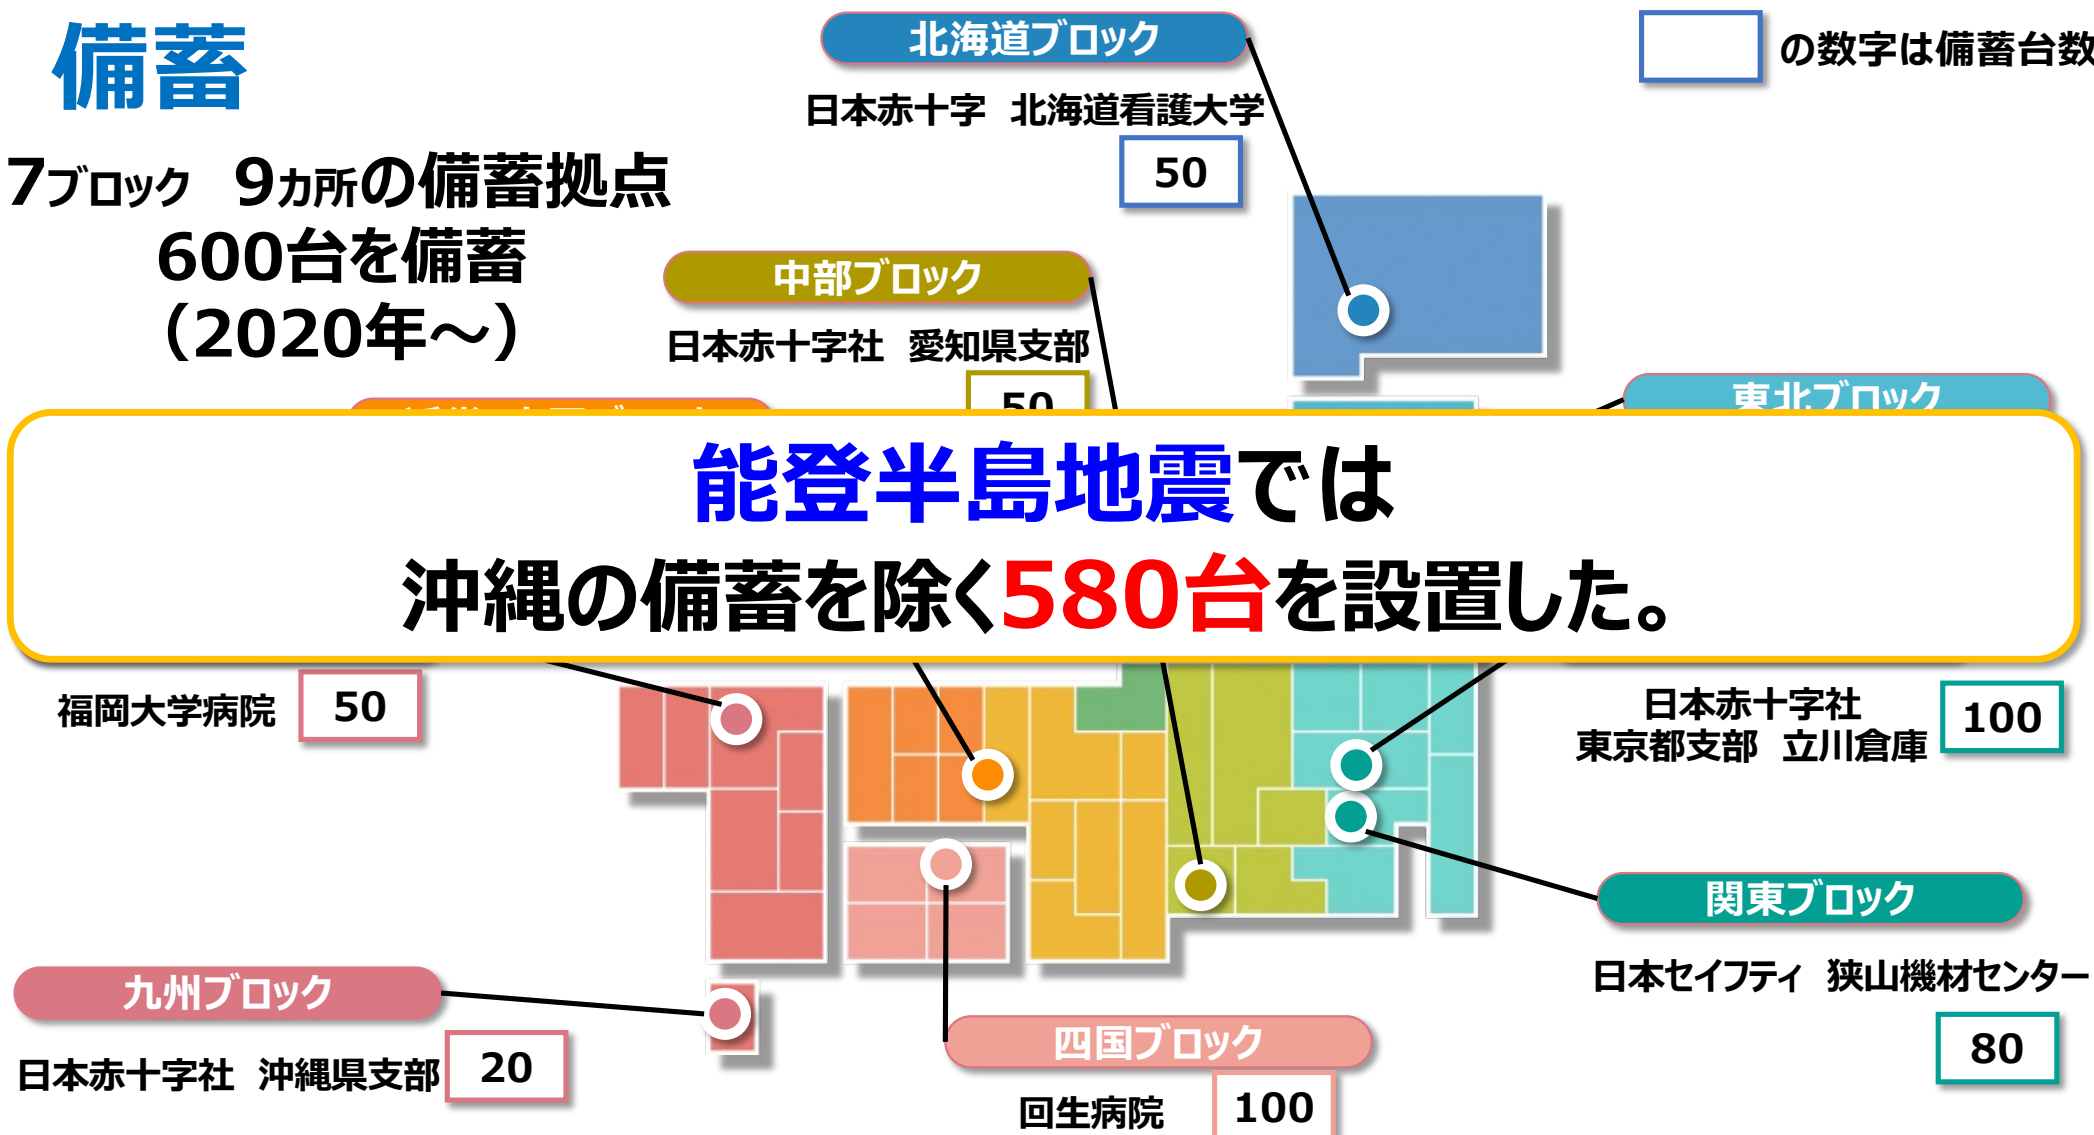 備蓄
7ブロック 9カ所の備蓄拠点
600台を備蓄
（2020年～）
の数字は備蓄台数
北海道ブロック
日本赤十字 北海道看護大学
50
中部ブロック
日本赤十字社 愛知県支部
50
東北ブロック
能登半島地震では
沖縄の備蓄を除く580台を設置した。
福岡大学病院
50
日本赤十字社
東京都支部 立川倉庫
100
関東ブロック
日本セイフティ 狭山機材センター
80
九州ブロック
日本赤十字社 沖縄県支部
20
四国ブロック
回生病院
100